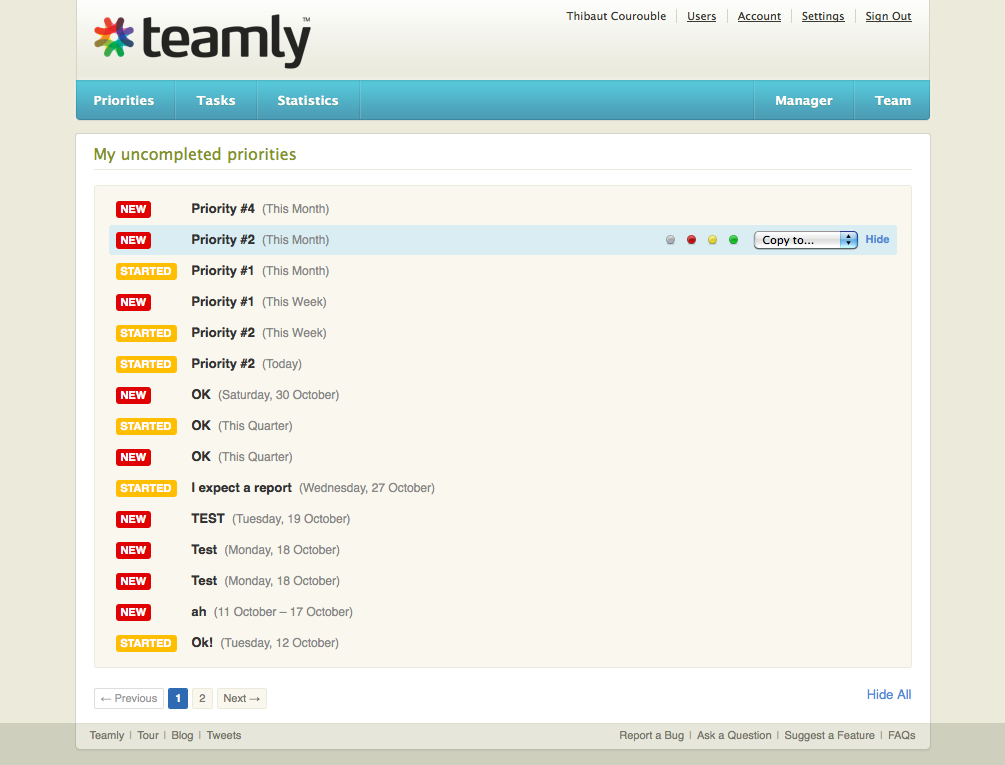 Thibaut Courouble Users Account Settings Sign Out
teamly™
Priorities Tasks Statistics Manager Team
My uncompleted priorities
NEW Priority #4 (This Month)
NEW Priority #2 (This Month) Copy to... Hide
STARTED Priority #1 (This Month)
NEW Priority #1 (This Week)
STARTED Priority #2 (This Week)
STARTED Priority #2 (Today)
NEW OK (Saturday, 30 October)
STARTED OK (This Quarter)
NEW OK (This Quarter)
STARTED I expect a report (Wednesday, 27 October)
NEW TEST (Tuesday, 19 October)
NEW Test (Monday, 18 October)
NEW Test (Monday, 18 October)
NEW ah (11 October – 17 October)
STARTED Ok! (Tuesday, 12 October)
← Previous 1 2 Next → Hide All
Teamly | Tour | Blog | Tweets Report a Bug | Ask a Question | Suggest a Feature | FAQs